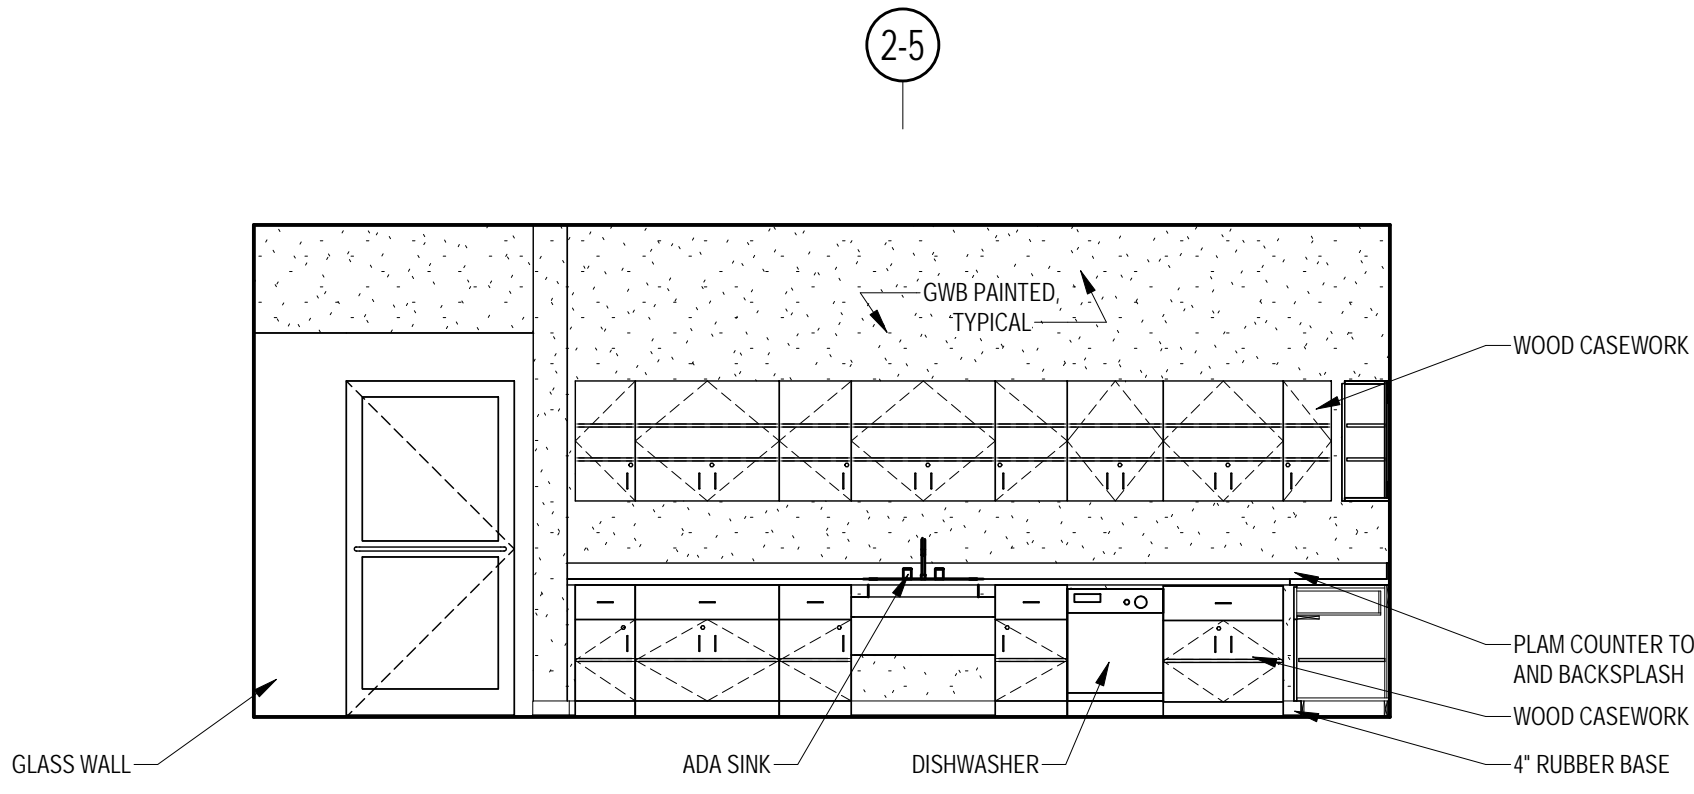 2-5
GWB PAINTED,
TYPICAL
WOOD CASEWORK
PLAM COUNTER TO
AND BACKSPLASH
WOOD CASEWORK
GLASS WALL
ADA SINK
DISHWASHER
4" RUBBER BASE